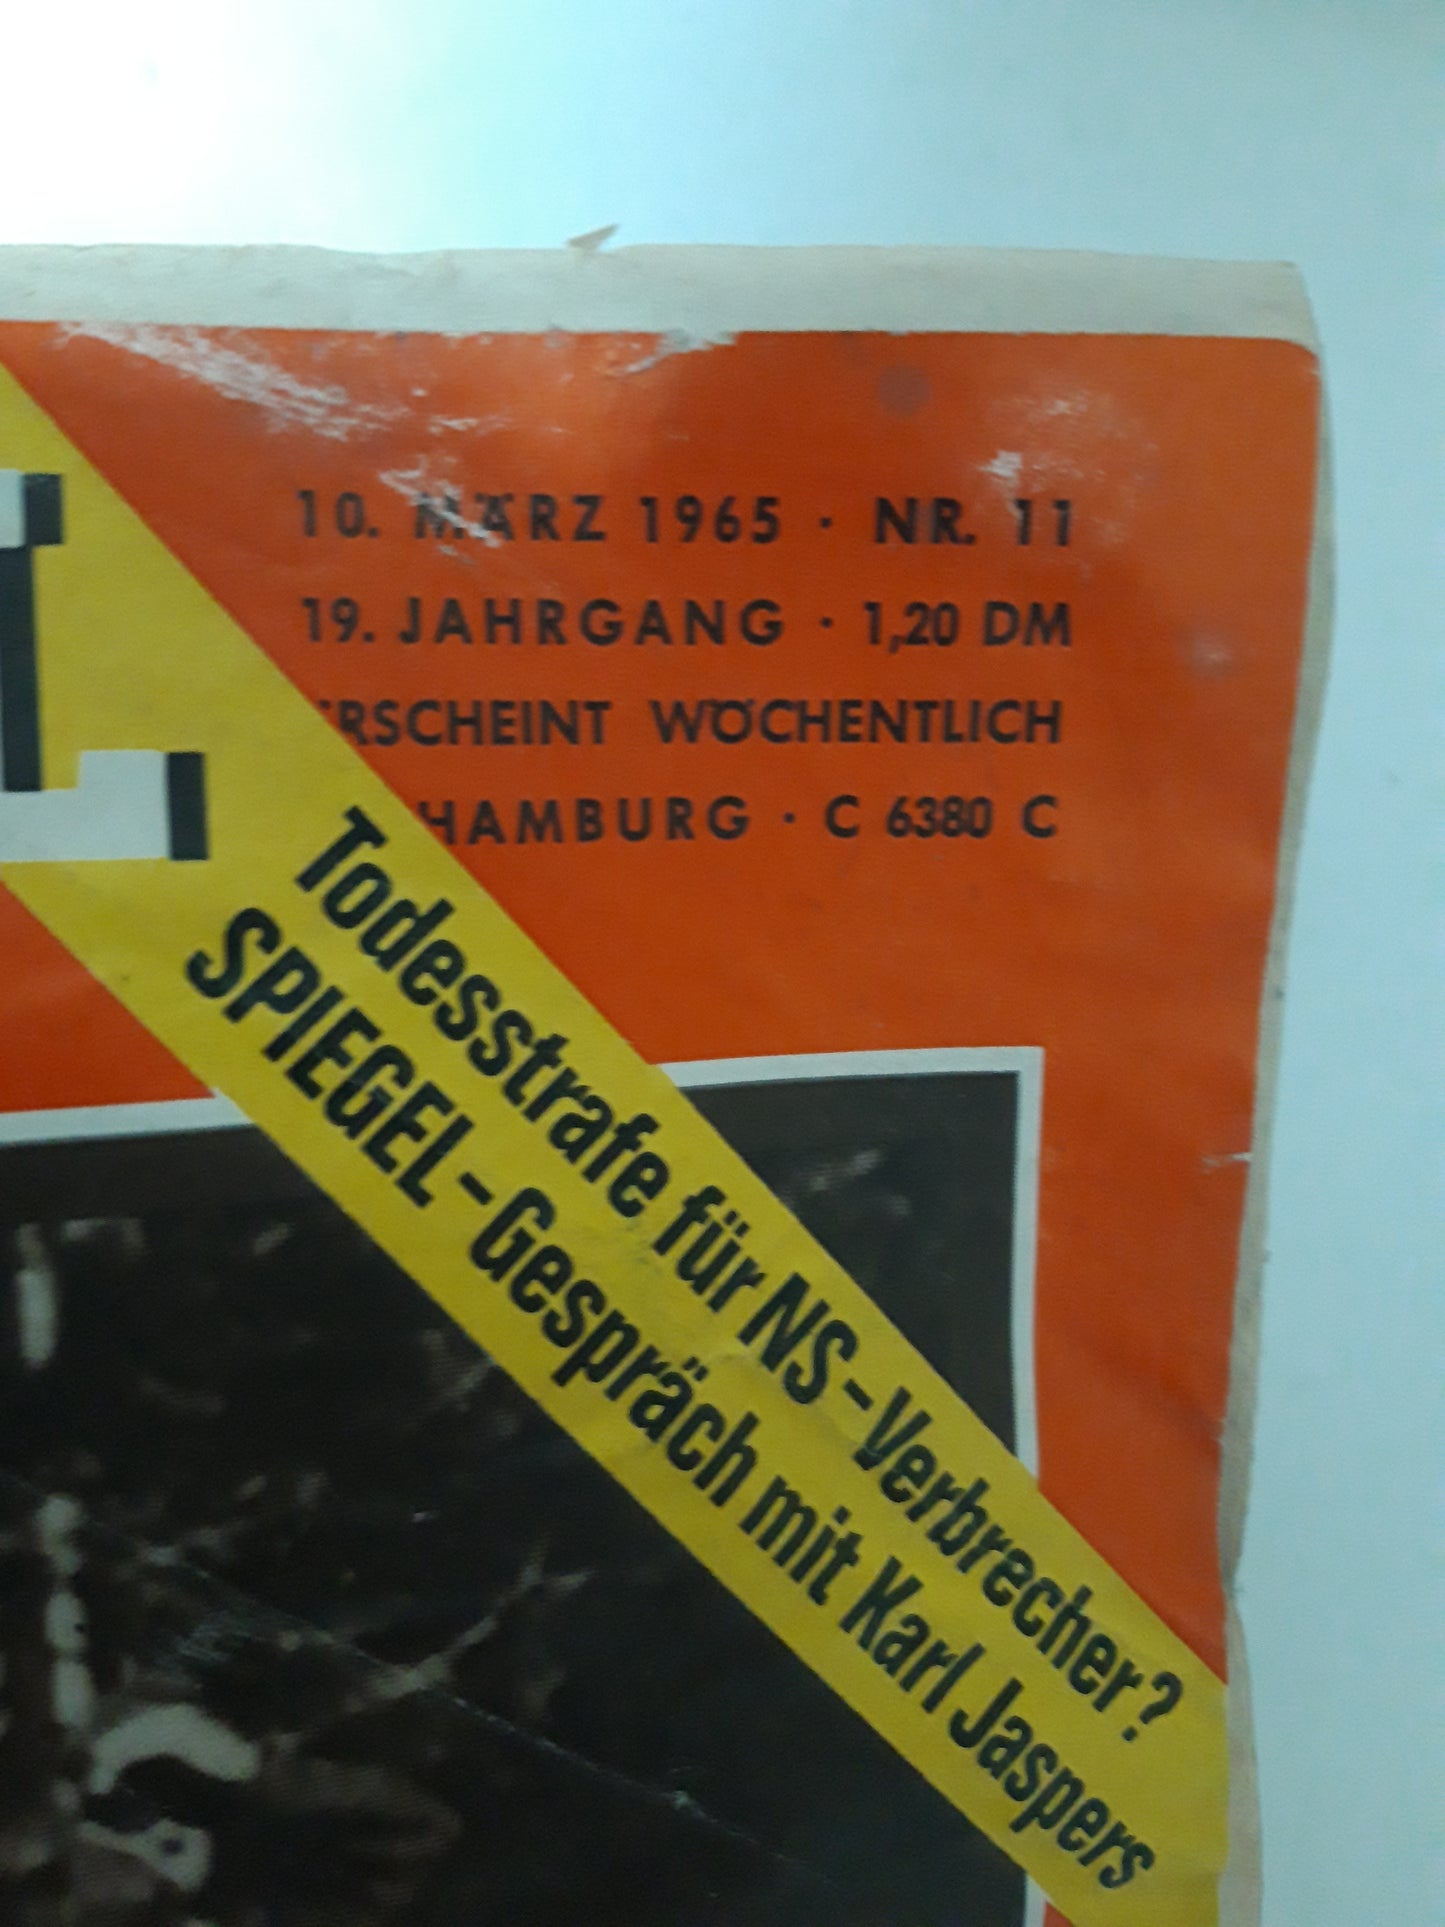 10. MÄRZ 1965 · NR. 11
19. JAHRGANG · 1,20 DM
RSCHEINT WÖCHENTLICH
HAMBURG · C 6380 C
L
Todesstrafe für NS-Verbrecher?
SPIEGEL-Gespräch mit Karl Jaspers